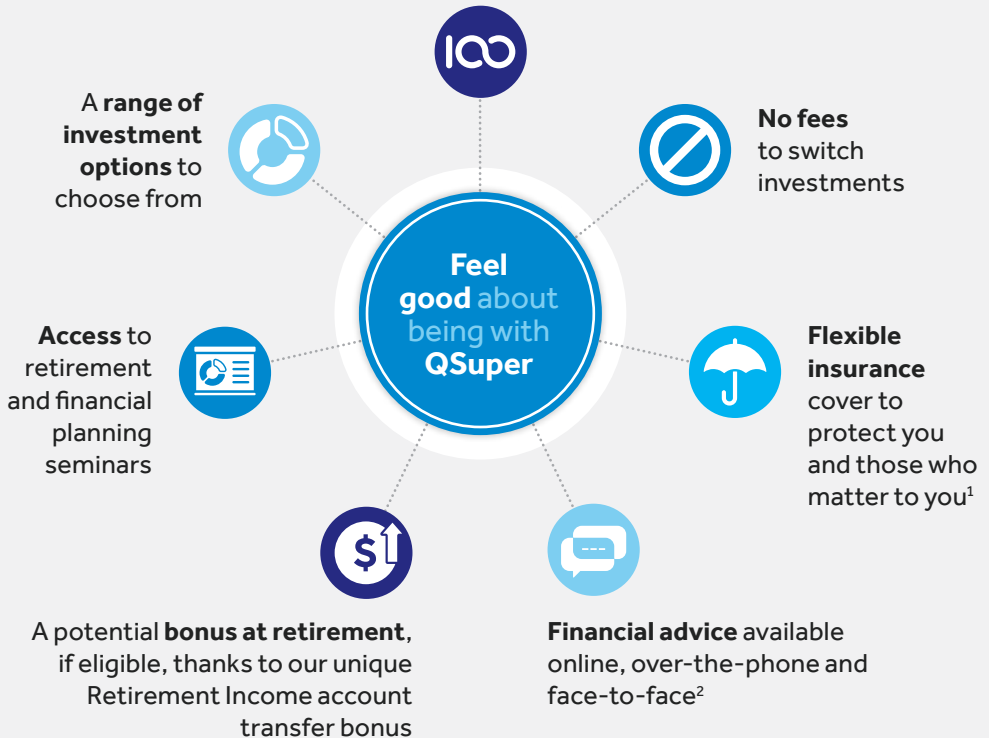 100
A range of
investment
options to
choose from
No fees
to switch
investments
Feel
good about
being with
QSuper
Access to
retirement
and financial
planning
seminars
Flexible
insurance
cover to
protect you
and those who
matter to you¹
$
A potential bonus at retirement,
if eligible, thanks to our unique
Retirement Income account
transfer bonus
Financial advice available
online, over-the-phone and
face-to-face²